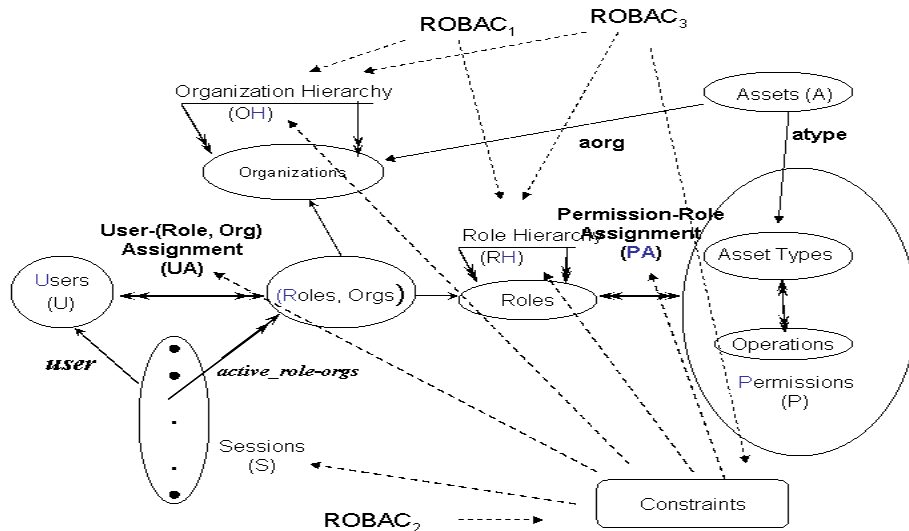 ROBAC1
ROBAC3
Organization Hierarchy
(OH)
Assets (A)
aorg
atype
Organizations
User-(Role, Org)
Assignment
(UA)
Permission-Role
Assignment
(PA)
Role Hierarchy
(RH)
Asset Types
Users
(U)
(Roles, Orgs)
Roles
Operations
user
active_role-orgs
Permissions
(P)
Sessions
(S)
Constraints
ROBAC2